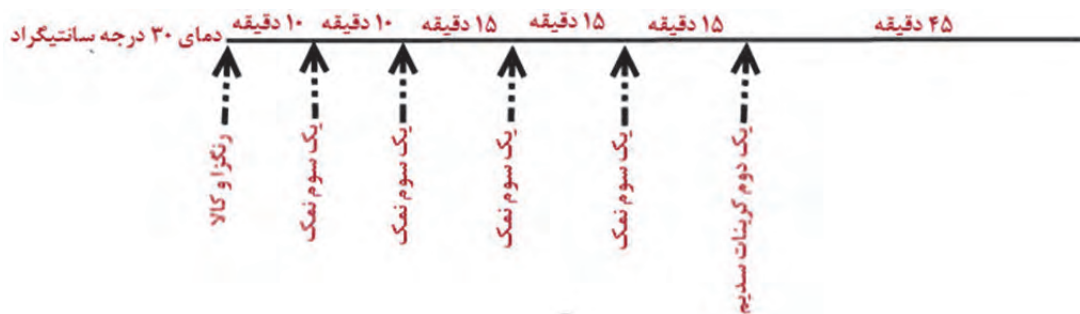 دمای ۳۰ درجه سانتیگراد
۱۰ دقیقه
۱۰ دقیقه
۱۵ دقیقه
۱۵ دقیقه
۱۵ دقیقه
۴۵ دقیقه
رنگزا و کالا
یک سوم نمک
یک سوم نمک
یک سوم نمک
یک سوم نمک
یک دوم کربنات سدیم